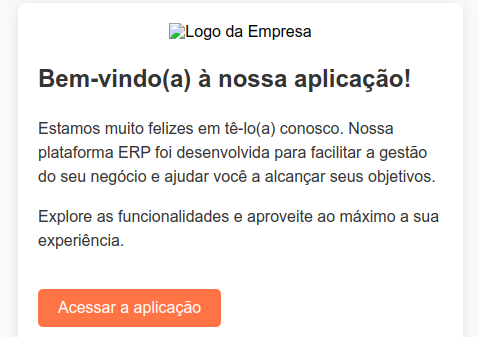 Logo da Empresa
Bem-vindo(a) à nossa aplicação!
Estamos muito felizes em tê-lo(a) conosco. Nossa
plataforma ERP foi desenvolvida para facilitar a gestão
do seu negócio e ajudar você a alcançar seus objetivos.
Explore as funcionalidades e aproveite ao máximo a sua
experiência.
Acessar a aplicação